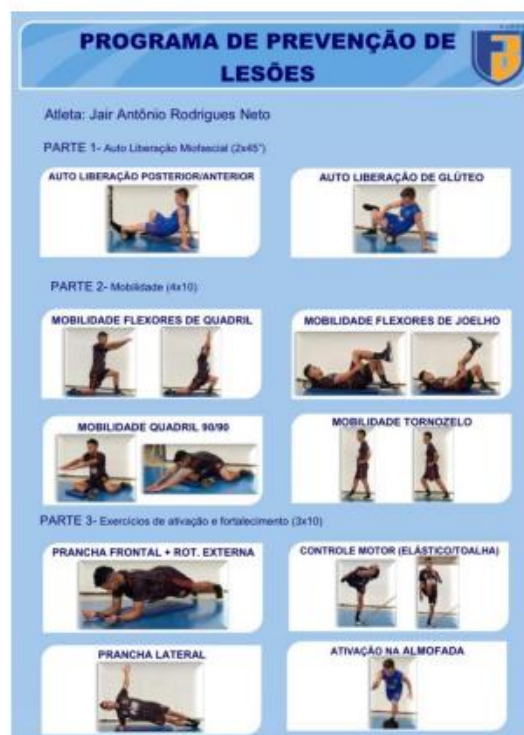 PROGRAMA DE PREVENÇÃO DE
LESÕES
Atleta: Jair Antônio Rodrigues Neto
PARTE 1- Auto Liberação Miofascial (2x45")
AUTO LIBERAÇÃO POSTERIOR/ANTERIOR
AUTO LIBERAÇÃO DE GLÚTEO
PARTE 2- Mobilidade (4x10)
MOBILIDADE FLEXORES DE QUADRIL
MOBILIDADE FLEXORES DE JOELHO
MOBILIDADE QUADRIL 90/90
MOBILIDADE TORNOZELO
PARTE 3- Exercícios de ativação e fortalecimento (3x10)
PRANCHA FRONTAL + ROT. EXTERNA
CONTROLE MOTOR (ELÁSTICO/TOALHA)
PRANCHA LATERAL
ATIVAÇÃO NA ALMOFADA